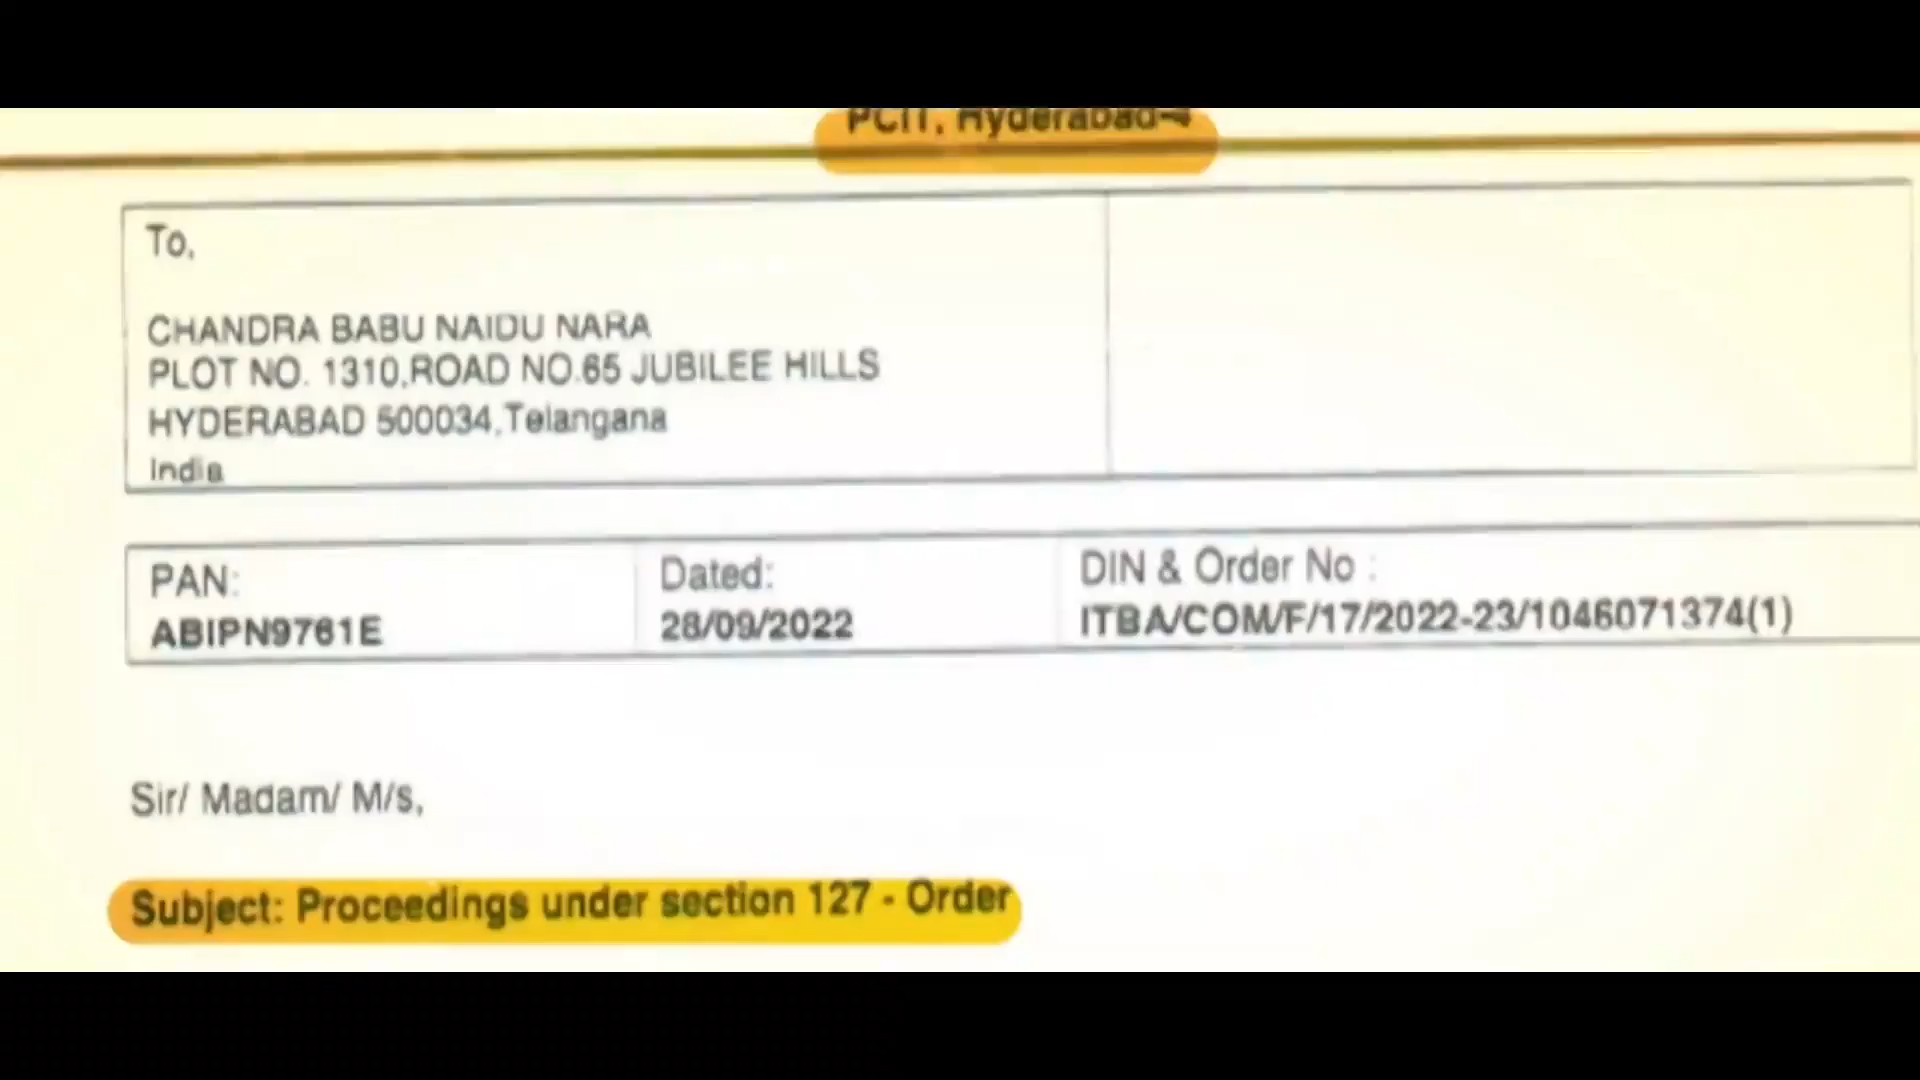 PCIT, Hyderabad-4
To,
CHANDRA BABU NAIDU NARA
PLOT NO. 1310,ROAD NO.65 JUBILEE HILLS
HYDERABAD 500034,Telangana
India
PAN:
ABIPN9761E
Dated:
28/09/2022
DIN & Order No :
ITBA/COM/F/17/2022-23/1046071374(1)
Sir/ Madam/ M/s,
Subject: Proceedings under section 127 - Order